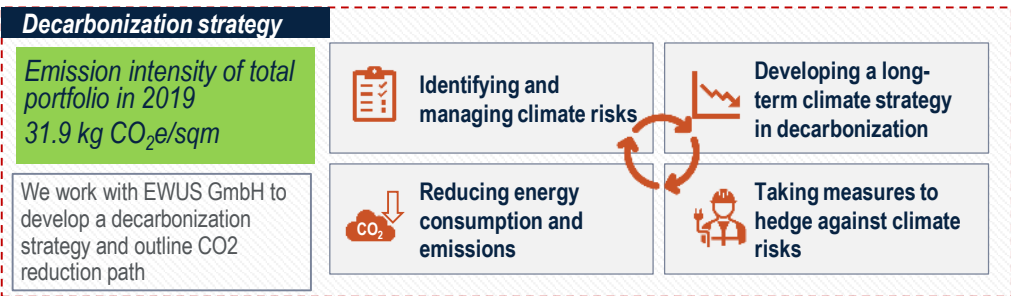 Decarbonization strategy
Emission intensity of total
portfolio in 2019
31.9 kg CO₂e/sqm
We work with EWUS GmbH to
develop a decarbonization
strategy and outline CO2
reduction path
Identifying and
managing climate risks
Developing a long-
term climate strategy
in decarbonization
CO₂
Reducing energy
consumption and
emissions
Taking measures to
hedge against climate
risks